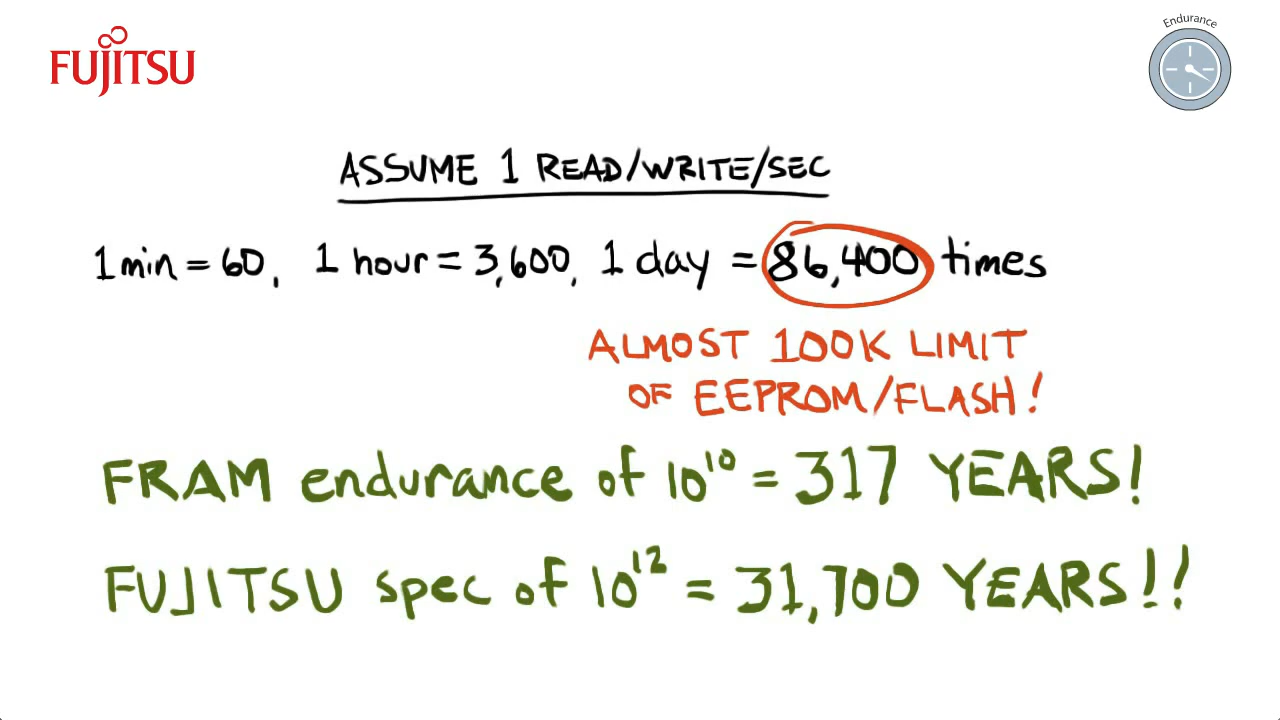 FUJITSU
Endurance
ASSUME 1 READ/WRITE/SEC
1 min = 60, 1 hour = 3,600, 1 day = 86,400 times
ALMOST 100K LIMIT
OF EEPROM/FLASH!
FRAM endurance of 10¹⁰ = 317 YEARS!
FUJITSU spec of 10¹² = 31,700 YEARS!!